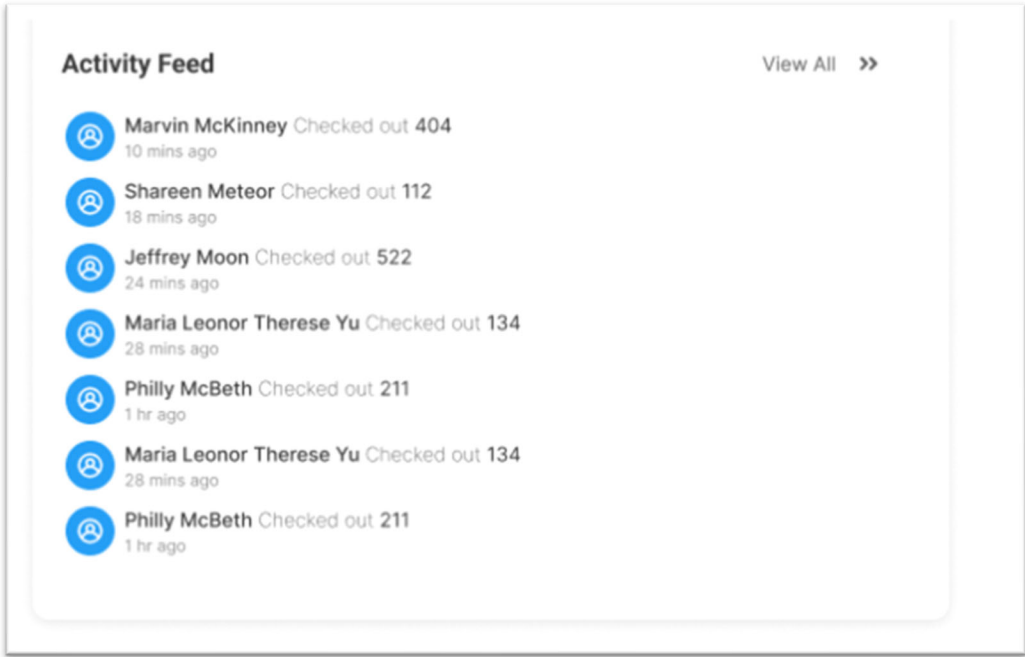 Activity Feed
View All »
Marvin McKinney Checked out 404
10 mins ago
Shareen Meteor Checked out 112
18 mins ago
Jeffrey Moon Checked out 522
24 mins ago
Maria Leonor Therese Yu Checked out 134
28 mins ago
Philly McBeth Checked out 211
1 hr ago
Maria Leonor Therese Yu Checked out 134
28 mins ago
Philly McBeth Checked out 211
1 hr ago